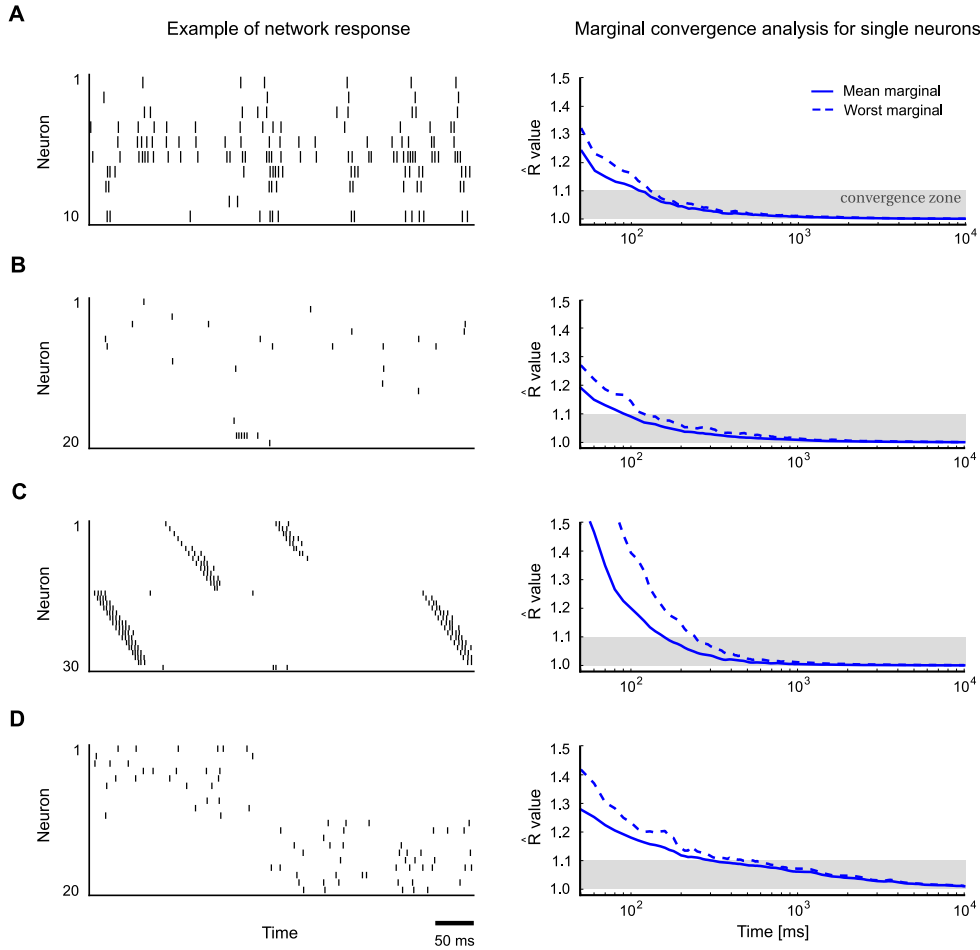 A
Example of network response
Marginal convergence analysis for single neurons
Neuron
1
10
R̂ value
1.5
1.4
1.3
1.2
1.1
1.0
Mean marginal
Worst marginal
convergence zone
10²
10³
10⁴
B
Neuron
1
20
R̂ value
1.5
1.4
1.3
1.2
1.1
1.0
10²
10³
10⁴
C
Neuron
1
30
R̂ value
1.5
1.4
1.3
1.2
1.1
1.0
10²
10³
10⁴
D
Neuron
1
20
Time
50 ms
R̂ value
1.5
1.4
1.3
1.2
1.1
1.0
10²
10³
10⁴
Time [ms]